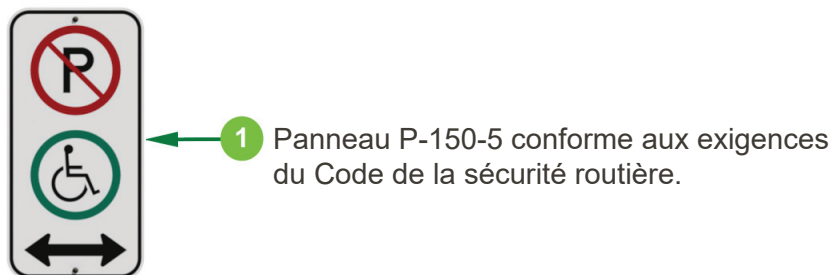 P
1 Panneau P-150-5 conforme aux exigences
du Code de la sécurité routière.